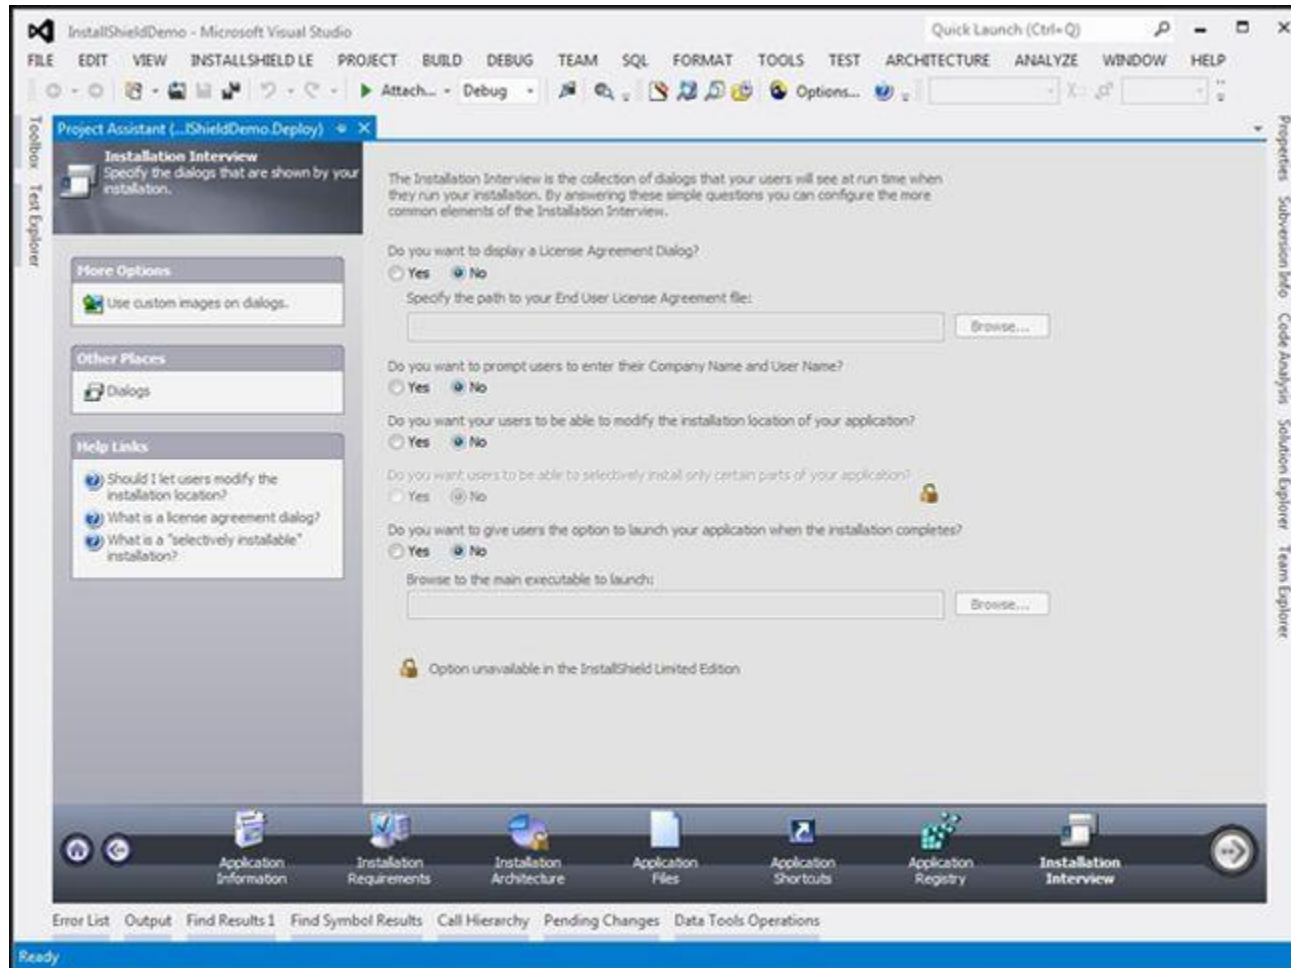 InstallShieldDemo - Microsoft Visual Studio
Quick Launch (Ctrl+Q)
FILE EDIT VIEW INSTALLSHIELD LE PROJECT BUILD DEBUG TEAM SQL FORMAT TOOLS TEST ARCHITECTURE ANALYZE WINDOW HELP
Attach... Debug Options...
Toolbox
Test Explorer
Project Assistant (...lShieldDemo.Deploy)
Installation Interview
Specify the dialogs that are shown by your
installation.
More Options
Use custom images on dialogs.
Other Places
Dialogs
Help Links
Should I let users modify the
installation location?
What is a license agreement dialog?
What is a "selectively installable"
installation?
The Installation Interview is the collection of dialogs that your users will see at run time when
they run your installation. By answering these simple questions you can configure the more
common elements of the Installation Interview.
Do you want to display a License Agreement Dialog?
Yes No
Specify the path to your End User License Agreement file:
Browse...
Do you want to prompt users to enter their Company Name and User Name?
Yes No
Do you want your users to be able to modify the installation location of your application?
Yes No
Do you want users to be able to selectively install only certain parts of your application?
Yes No
Do you want to give users the option to launch your application when the installation completes?
Yes No
Browse to the main executable to launch:
Browse...
Option unavailable in the InstallShield Limited Edition
Properties
Subversion Info
Code Analysis
Solution Explorer
Team Explorer
Application
Information
Installation
Requirements
Installation
Architecture
Application
Files
Application
Shortcuts
Application
Registry
Installation
Interview
Error List Output Find Results 1 Find Symbol Results Call Hierarchy Pending Changes Data Tools Operations
Ready